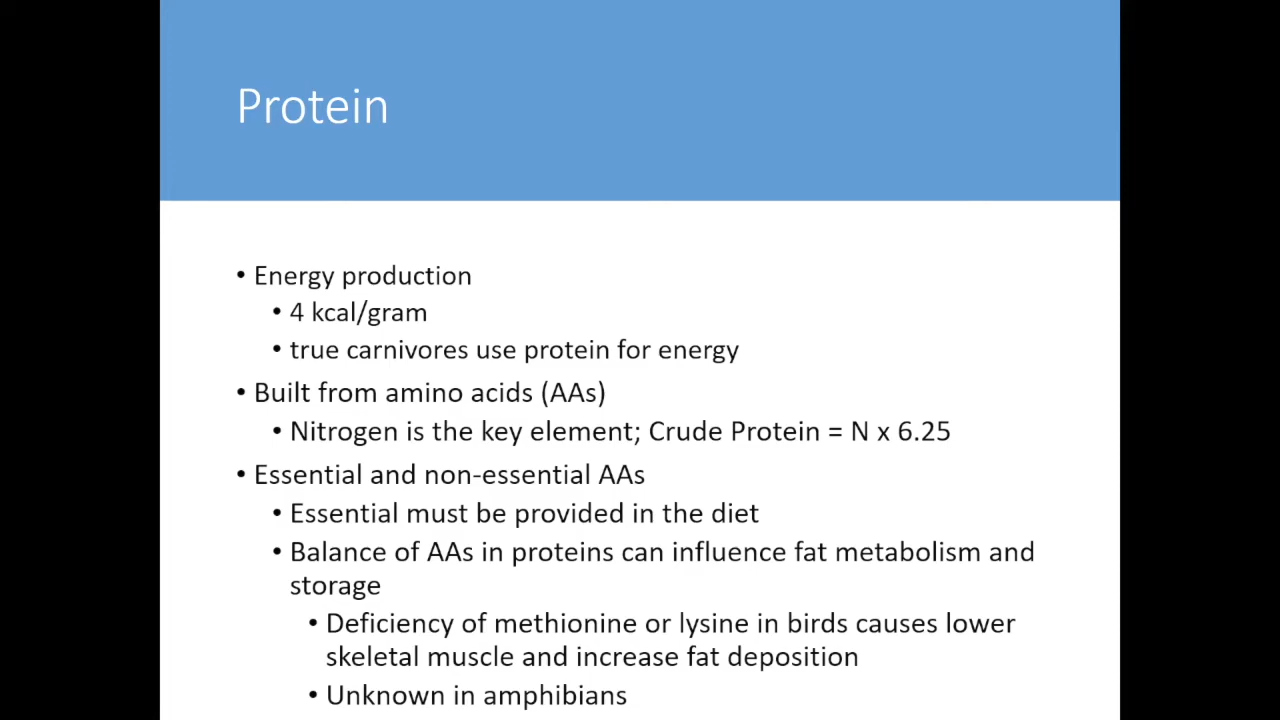 Protein
• Energy production
• 4 kcal/gram
• true carnivores use protein for energy
• Built from amino acids (AAs)
• Nitrogen is the key element; Crude Protein = N x 6.25
• Essential and non-essential AAs
• Essential must be provided in the diet
• Balance of AAs in proteins can influence fat metabolism and
storage
• Deficiency of methionine or lysine in birds causes lower
skeletal muscle and increase fat deposition
• Unknown in amphibians